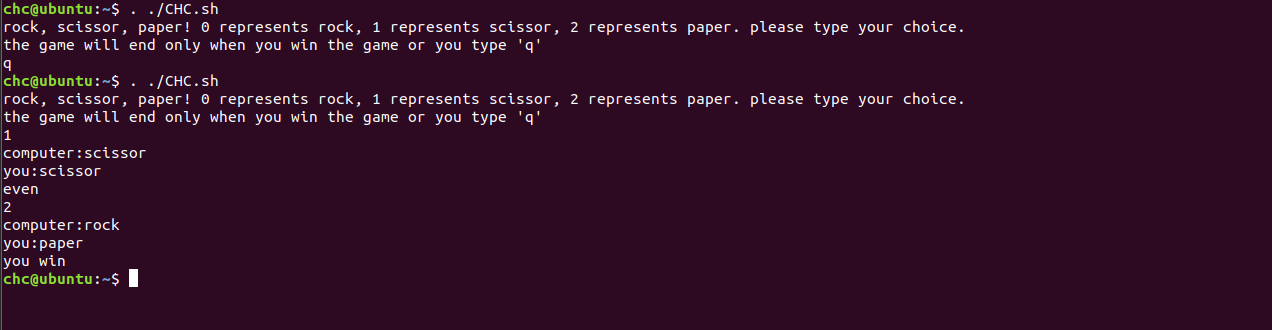 chc@ubuntu:~$ . ./CHC.sh
rock, scissor, paper! 0 represents rock, 1 represents scissor, 2 represents paper. please type your choice.
the game will end only when you win the game or you type 'q'
q
chc@ubuntu:~$ . ./CHC.sh
rock, scissor, paper! 0 represents rock, 1 represents scissor, 2 represents paper. please type your choice.
the game will end only when you win the game or you type 'q'
1
computer:scissor
you:scissor
even
2
computer:rock
you:paper
you win
chc@ubuntu:~$